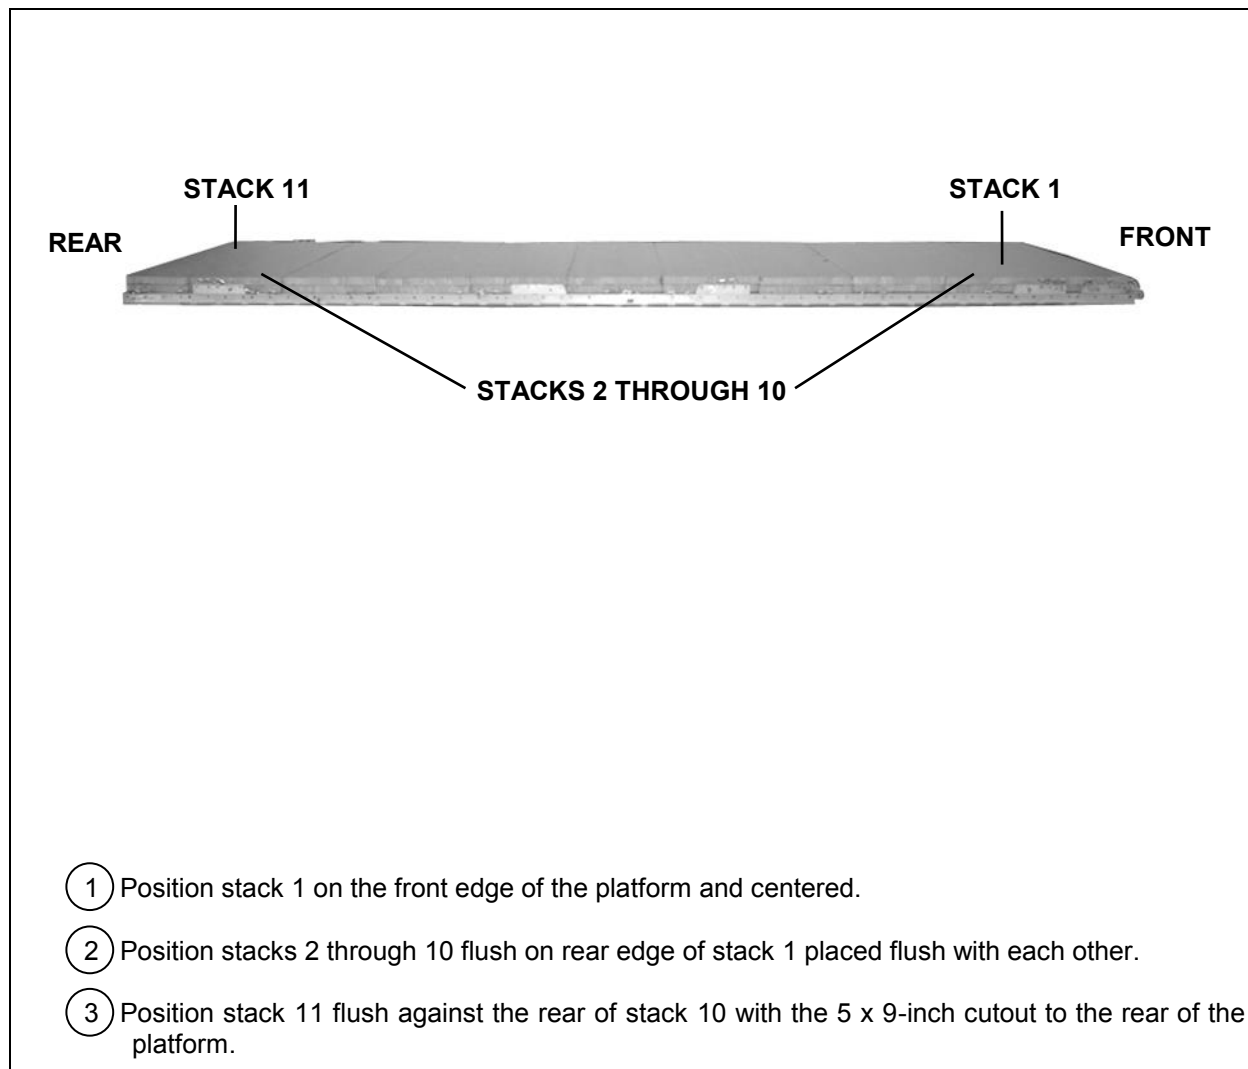 STACK 11
STACK 1
REAR
FRONT
STACKS 2 THROUGH 10
1 Position stack 1 on the front edge of the platform and centered.
2 Position stacks 2 through 10 flush on rear edge of stack 1 placed flush with each other.
3 Position stack 11 flush against the rear of stack 10 with the 5 x 9-inch cutout to the rear of the
platform.